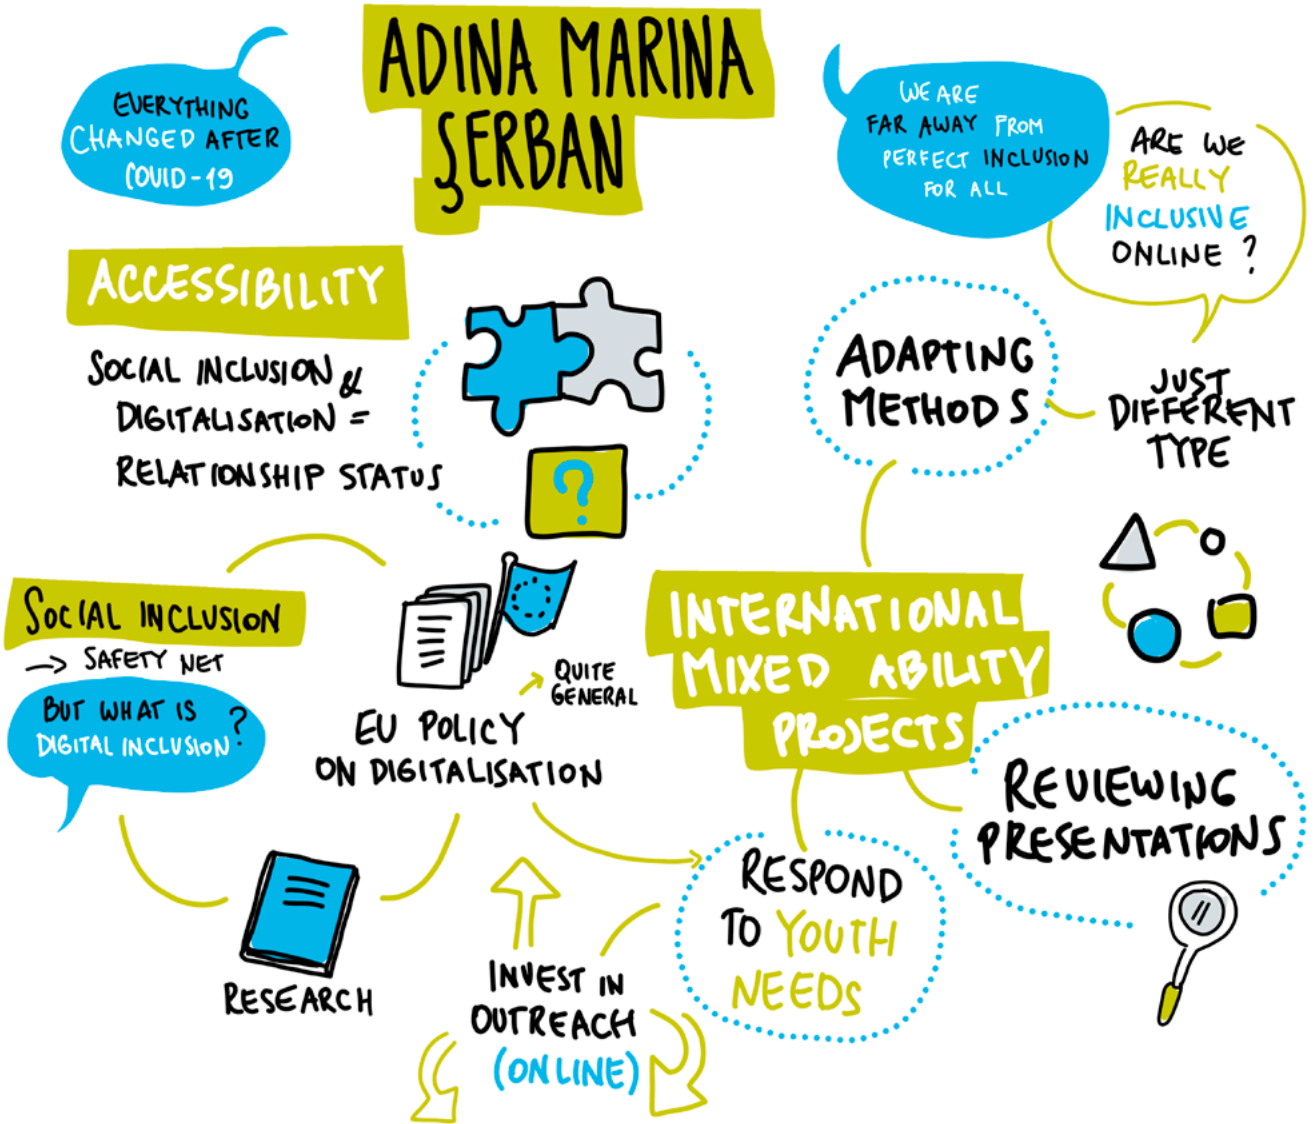 ADINA MARINA
ȘERBAN
EVERYTHING
CHANGED AFTER
COVID-19
WE ARE
FAR AWAY FROM
PERFECT INCLUSION
FOR ALL
ARE WE
REALLY
INCLUSIVE
ONLINE ?
ACCESSIBILITY
SOCIAL INCLUSION &
DIGITALISATION =
RELATIONSHIP STATUS
?
ADAPTING
METHODS
JUST
DIFFERENT
TYPE
SOCIAL INCLUSION
→ SAFETY NET
BUT WHAT IS
DIGITAL INCLUSION?
QUITE
GENERAL
EU POLICY
ON DIGITALISATION
INTERNATIONAL
MIXED ABILITY
PROJECTS
REVIEWING
PRESENTATIONS
RESPOND
TO YOUTH
NEEDS
RESEARCH
INVEST IN
OUTREACH
(ONLINE)